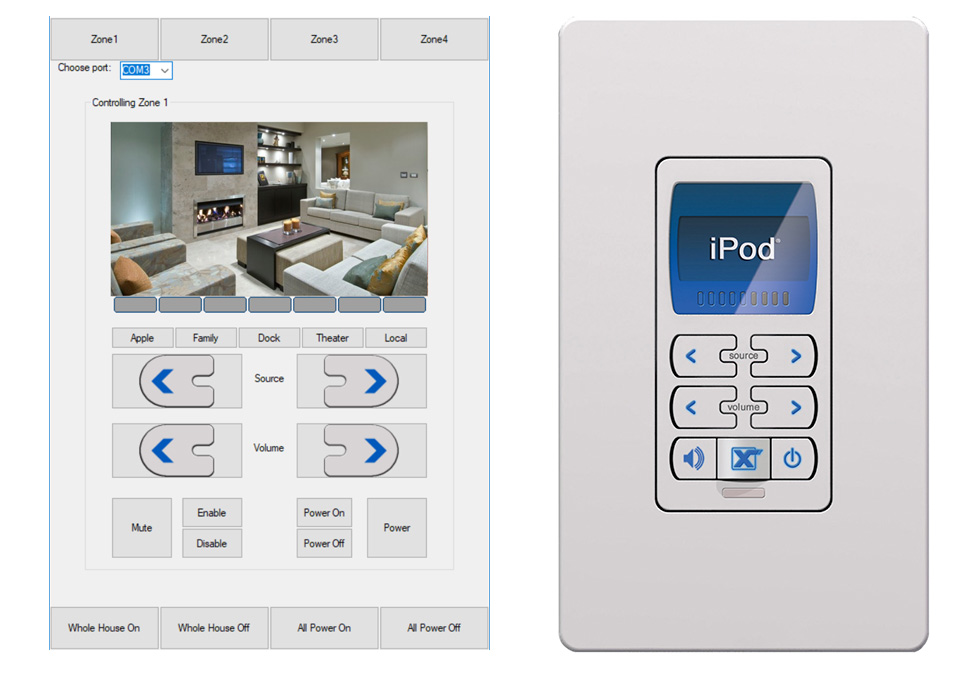 Zone1 Zone2 Zone3 Zone4
Choose port: COM3
Controlling Zone 1
Apple Family Dock Theater Local
Source
Volume
Mute Enable Power On Power
Disable Power Off
Whole House On Whole House Off All Power On All Power Off
iPod®
source
volume
X